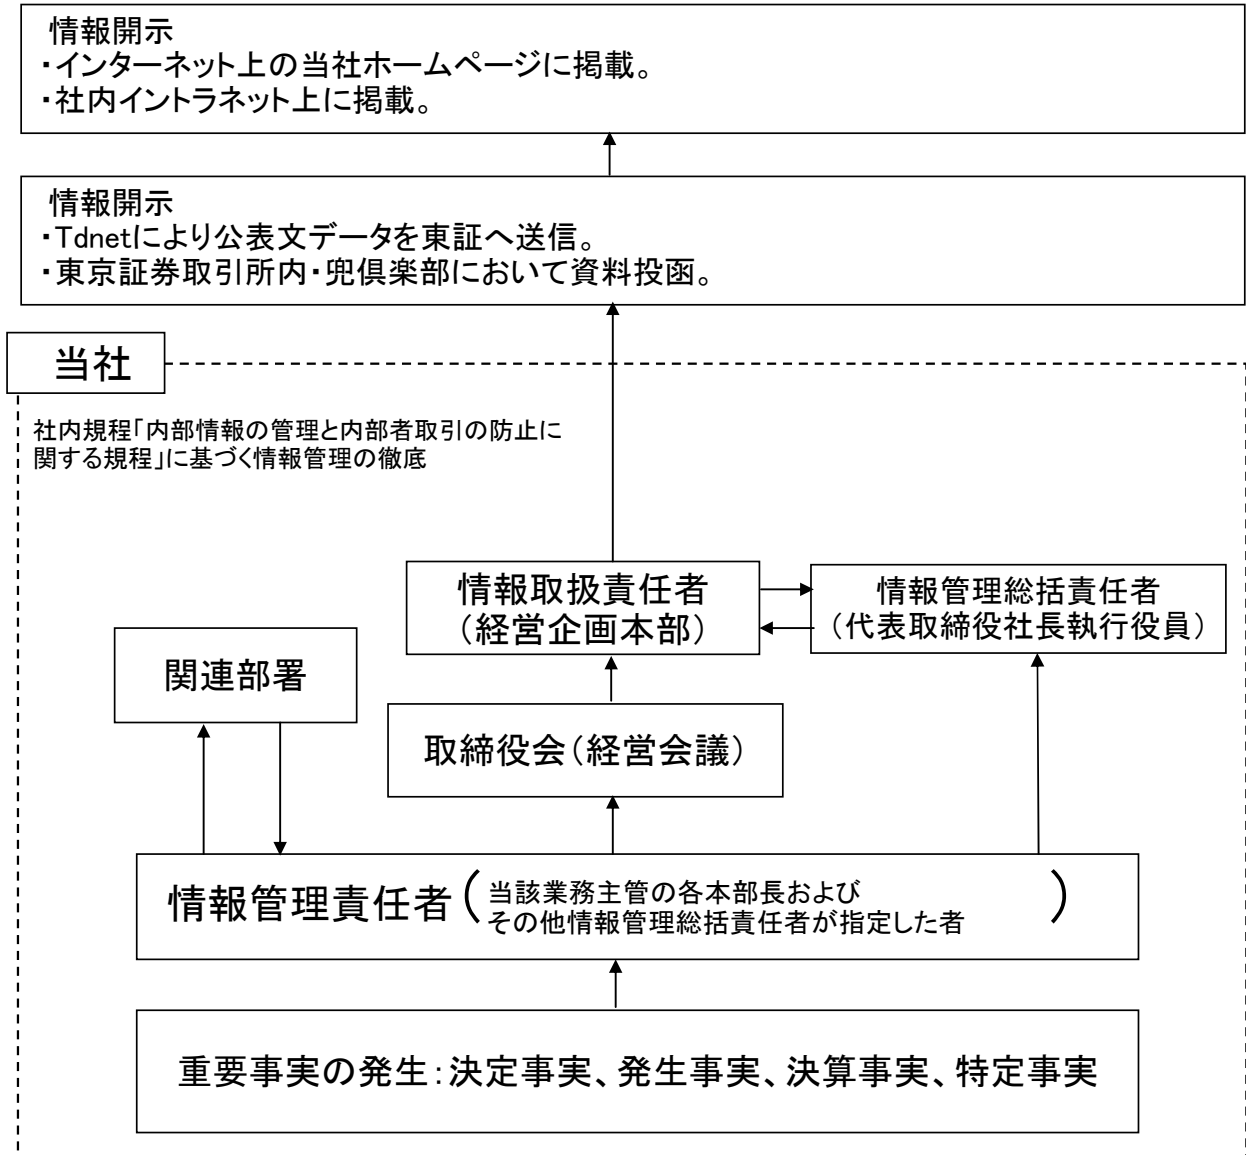 情報開示
・インターネット上の当社ホームページに掲載。
・社内イントラネット上に掲載。
情報開示
・Tdnetにより公表文データを東証へ送信。
・東京証券取引所内・兜倶楽部において資料投函。
当社
社内規程「内部情報の管理と内部者取引の防止に
関する規程」に基づく情報管理の徹底
情報取扱責任者
（経営企画本部）
情報管理総括責任者
（代表取締役社長執行役員）
関連部署
取締役会（経営会議）
情報管理責任者（当該業務主管の各本部長および
その他情報管理総括責任者が指定した者）
重要事実の発生：決定事実、発生事実、決算事実、特定事実